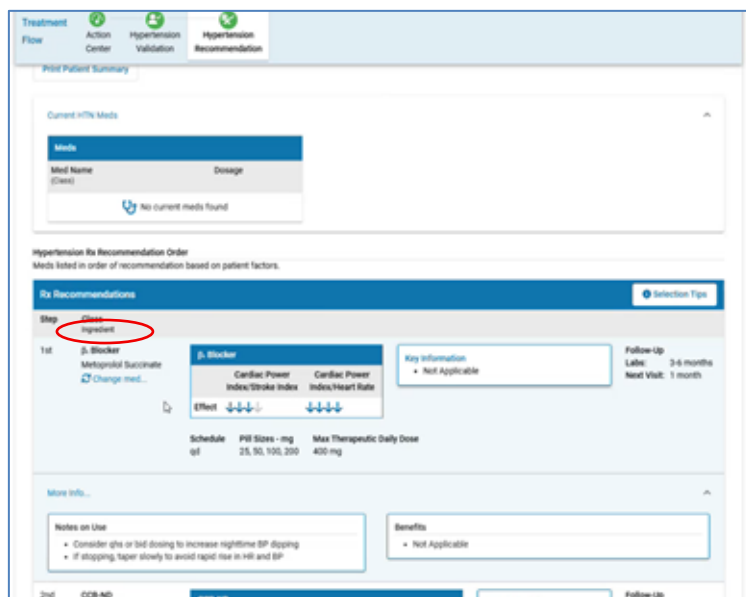 Treatment
Flow
Action
Center
Hypertension
Validation
Hypertension
Recommendation
Print Patient Summary
Current HTN Meds
Meds
Med Name
(Class)
Dosage
No current meds found
Hypertension Rx Recommendation Order
Meds listed in order of recommendation based on patient factors.
Rx Recommendations
Selection Tips
Step
Class
Ingredient
1st
β. Blocker
Metoprolol Succinate
Change med...
β. Blocker
Cardiac Power
Index/Stroke Index
Cardiac Power
Index/Heart Rate
Effect ↓↓↓↓ ↓↓↓↓
Key Information
• Not Applicable
Follow-Up
Labs: 3-6 months
Next Visit: 1 month
Schedule Pill Sizes - mg Max Therapeutic Daily Dose
qd 25, 50, 100, 200 400 mg
More Info...
Notes on Use
• Consider qhs or bid dosing to increase nighttime BP dipping
• If stopping, taper slowly to avoid rapid rise in HR and BP
Benefits
• Not Applicable
2nd
CCB-ND
Follow-Up